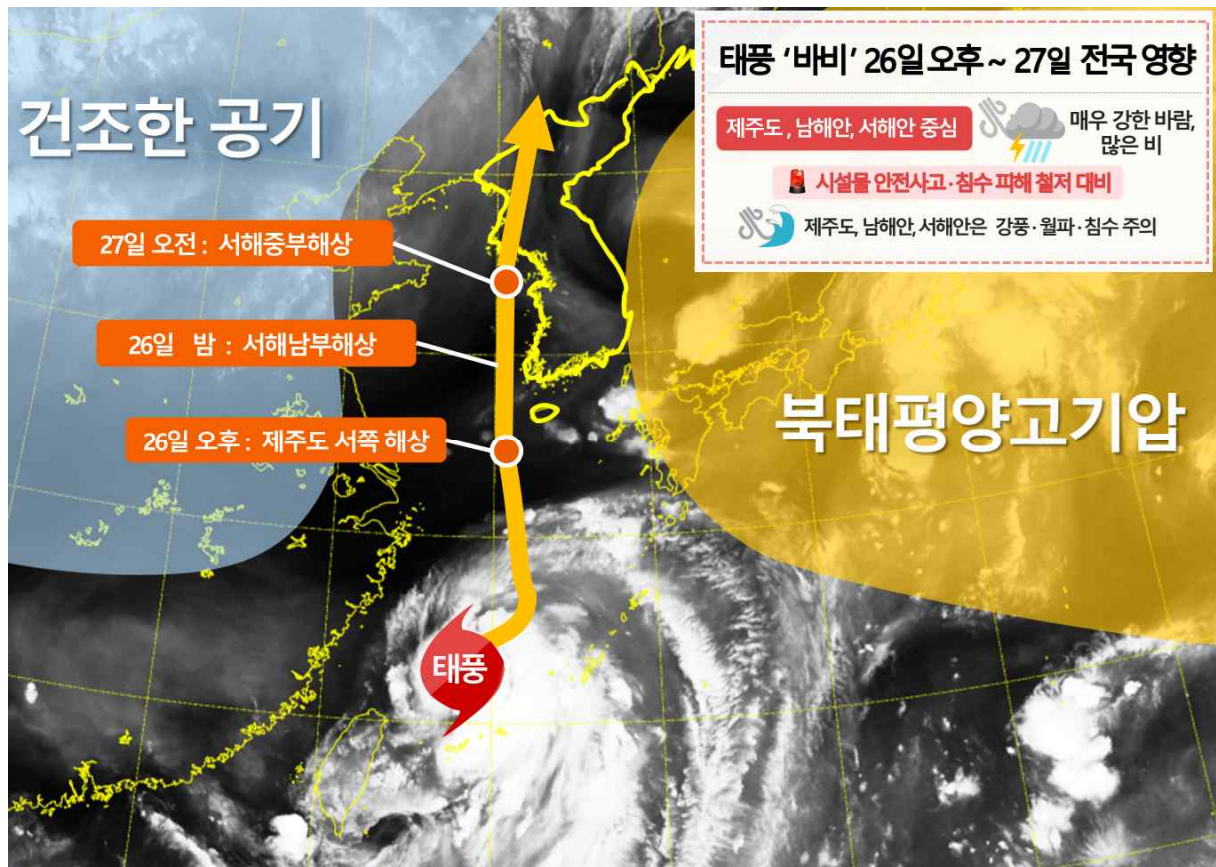 태풍 '바비' 26일 오후 ~ 27일 전국 영향
제주도, 남해안, 서해안 중심
매우 강한 바람,
많은 비
시설물 안전사고·침수 피해 철저 대비
제주도, 남해안, 서해안은 강풍·월파·침수 주의
건조한 공기
27일 오전 : 서해중부해상
26일 밤 : 서해남부해상
26일 오후 : 제주도 서쪽 해상
북태평양고기압
태풍